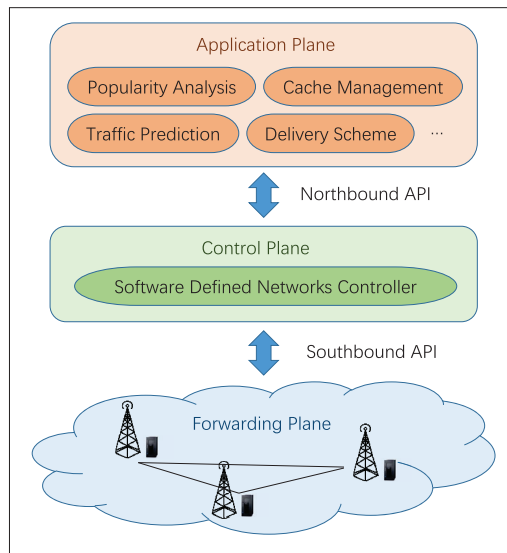 Application Plane
Popularity Analysis
Cache Management
Traffic Prediction
Delivery Scheme
...
Northbound API
Control Plane
Software Defined Networks Controller
Southbound API
Forwarding Plane